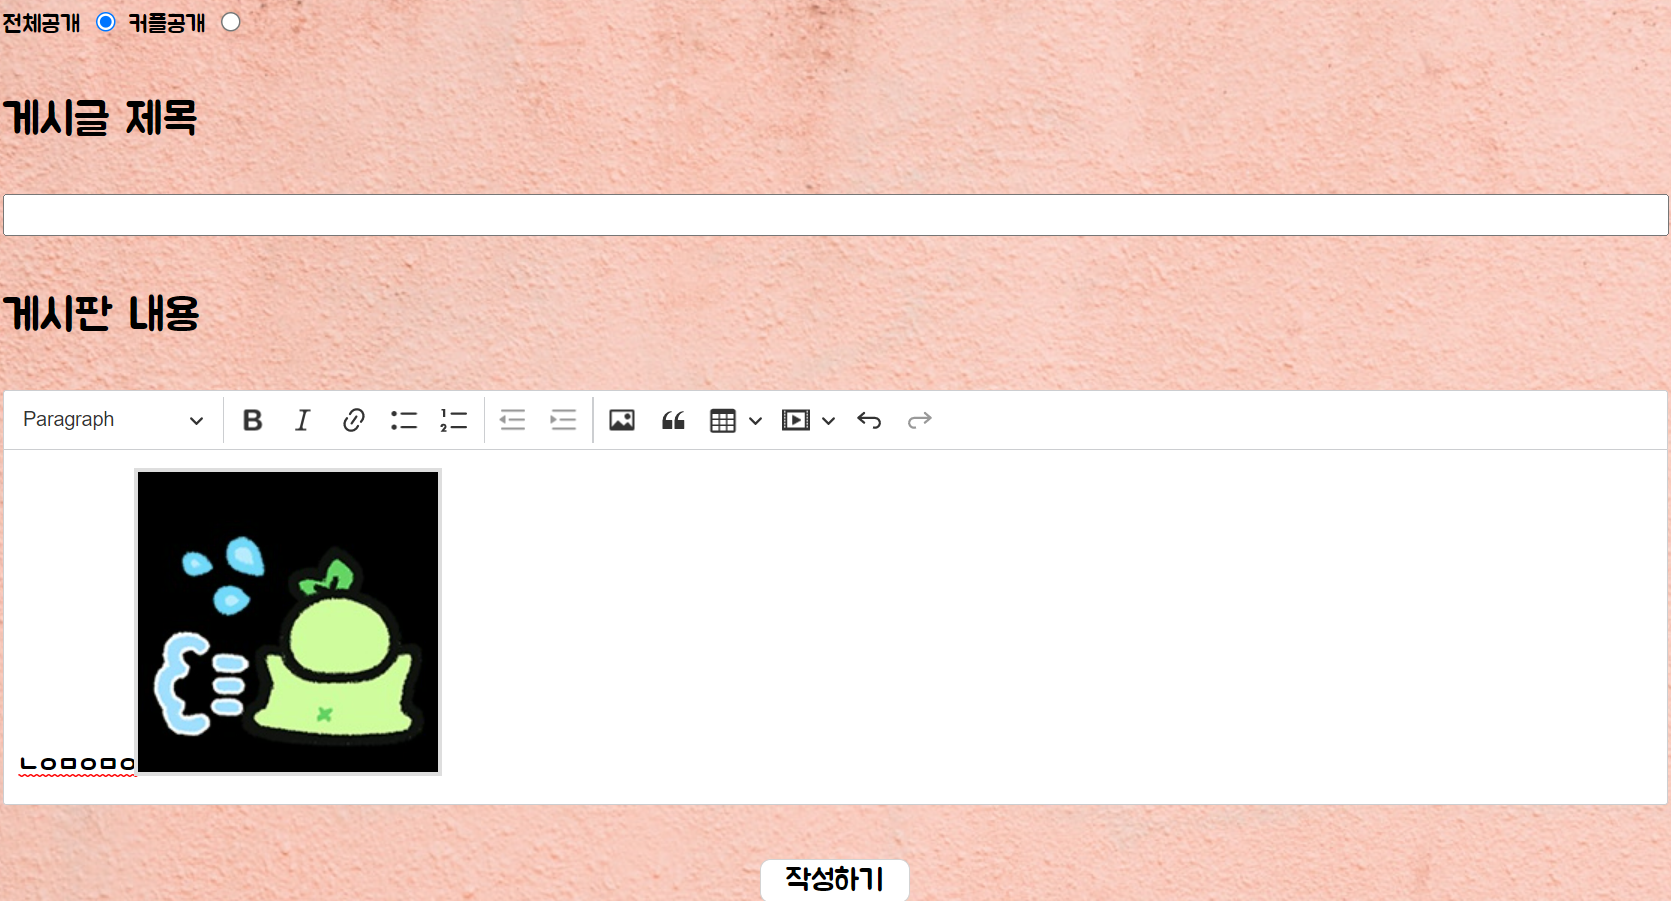 전체공개 커플공개
게시글 제목
게시판 내용
Paragraph
ㄴㅇㅁㅇㅁㅇ
작성하기